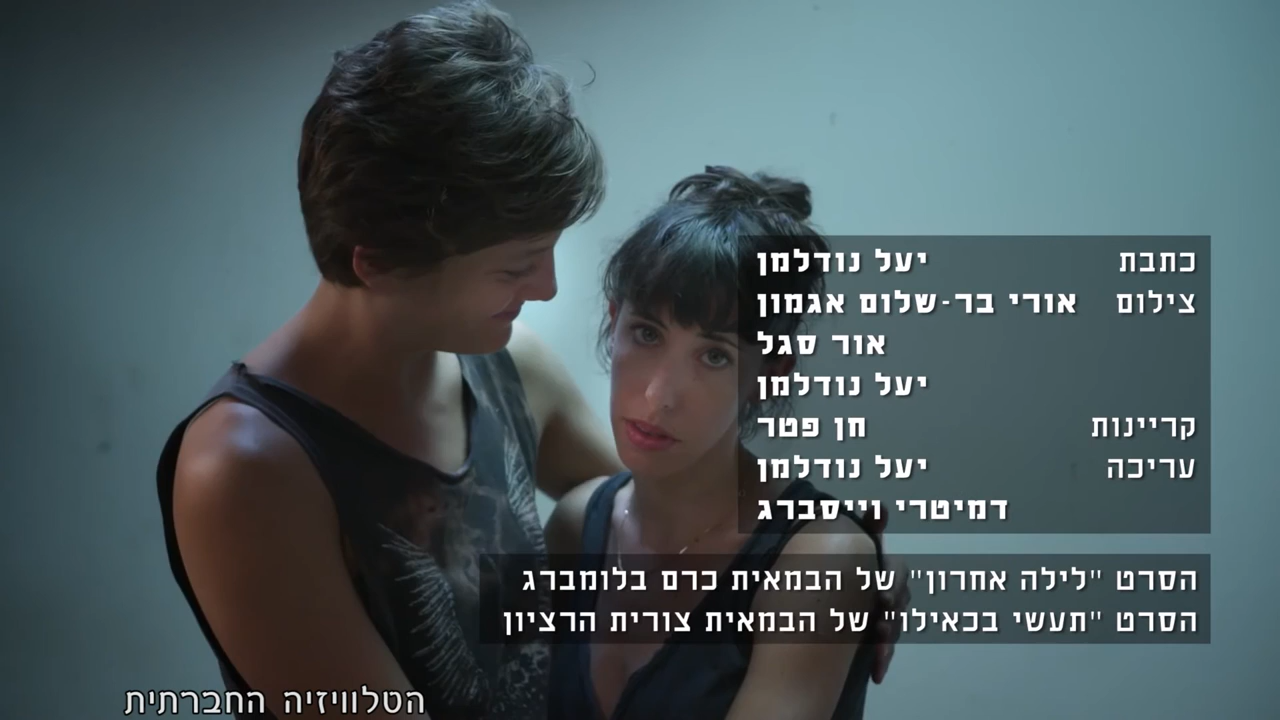 כתבת יעל נודלמן
צילום אורי בר-שלום אגמון
אור סגל
יעל נודלמן
קריינות חן פטר
עריכה יעל נודלמן
דמיטרי וייסברג
הסרט "לילה אחרון" של הבמאית כרם בלומברג
הסרט "תעשי בכאילו" של הבמאית צורית הרציון
הטלוויזיה החברתית